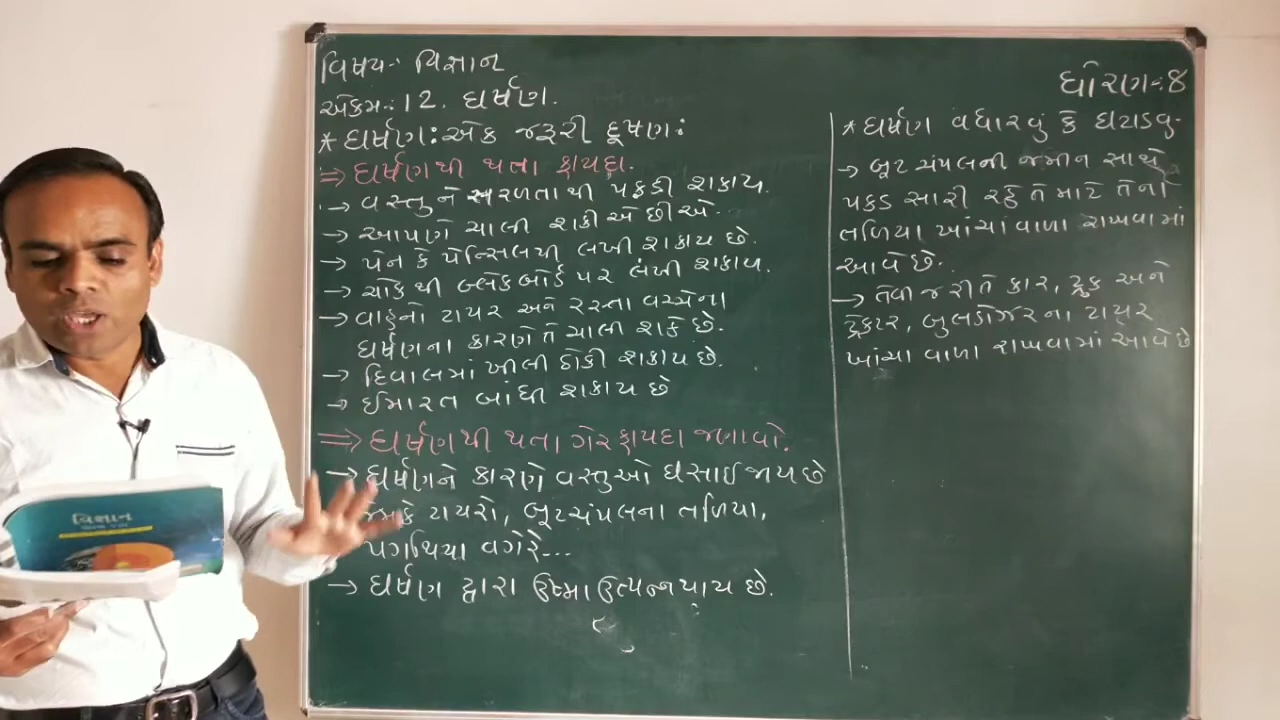 વિષય:- વિજ્ઞાન
એકમ:-12. ઘર્ષણ.
* ઘર્ષણ: એક જરૂરી દૂષણ:
⇒ ઘર્ષણથી થતા ફાયદા.
→ વસ્તુને સરળતાથી પકડી શકાય.
→ આપણે ચાલી શકીએ છીએ.
→ પેન કે પેન્સિલથી લખી શકાય છે.
→ ચોકથી બ્લેકબોર્ડ પર લખી શકાય.
→ વાહનો ટાયર અને રસ્તા વચ્ચેના
ઘર્ષણના કારણે તે ચાલી શકે છે.
→ દિવાલમાં ખીલી ઠોકી શકાય છે.
→ ઈમારત બાંધી શકાય છે
⇒ ઘર્ષણથી થતા ગેરફાયદા જણાવો.
→ ઘર્ષણને કારણે વસ્તુઓ ઘસાઈ જાય છે
જેમકે ટાયરો, બૂટચંપલના તળિયા,
પગથિયા વગેરે...
→ ઘર્ષણ દ્વારા ઉષ્મા ઉત્પન્ન થાય છે.
ધોરણ:-૪
* ઘર્ષણ વધારવું કે ઘટાડવુ.
→ બૂટ ચંપલની જમીન સાથે
પકડ સારી રહે તે માટે તેનો
તળિયા ખાંચાવાળા રાખવામાં
આવે છે.
→ તેવી જ રીતે કાર, ટ્રક અને
ટ્રેકટર, બુલડોઝરના ટાયર
ખાંચા વાળા રાખવામાં આવે છે
વિજ્ઞાન